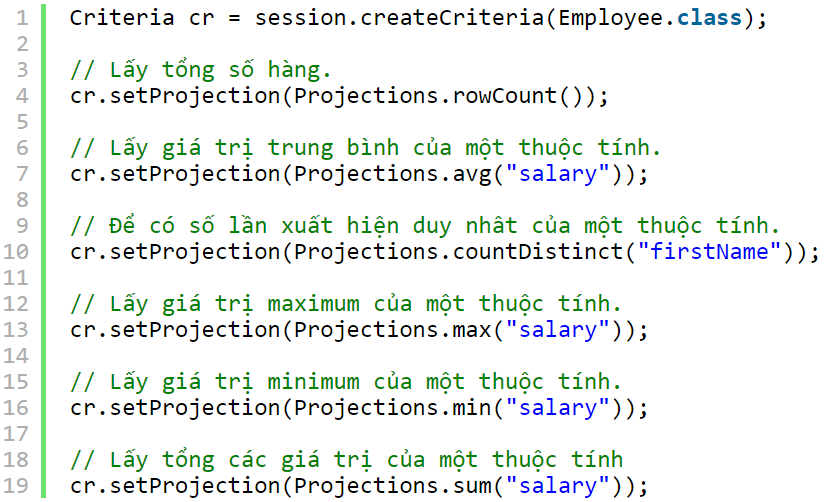 1 Criteria cr = session.createCriteria(Employee.class);
2
3 // Lấy tổng số hàng.
4 cr.setProjection(Projections.rowCount());
5
6 // Lấy giá trị trung bình của một thuộc tính.
7 cr.setProjection(Projections.avg("salary"));
8
9 // Để có số lần xuất hiện duy nhât của một thuộc tính.
10 cr.setProjection(Projections.countDistinct("firstName"));
11
12 // Lấy giá trị maximum của một thuộc tính.
13 cr.setProjection(Projections.max("salary"));
14
15 // Lấy giá trị minimum của một thuộc tính.
16 cr.setProjection(Projections.min("salary"));
17
18 // Lấy tổng các giá trị của một thuộc tính
19 cr.setProjection(Projections.sum("salary"));